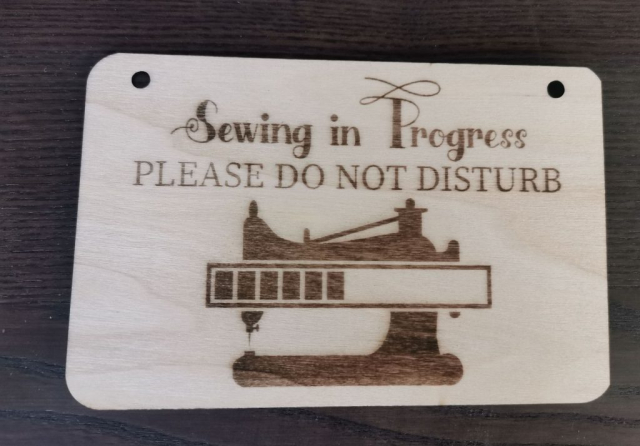 Sewing in Progress
PLEASE DO NOT DISTURB